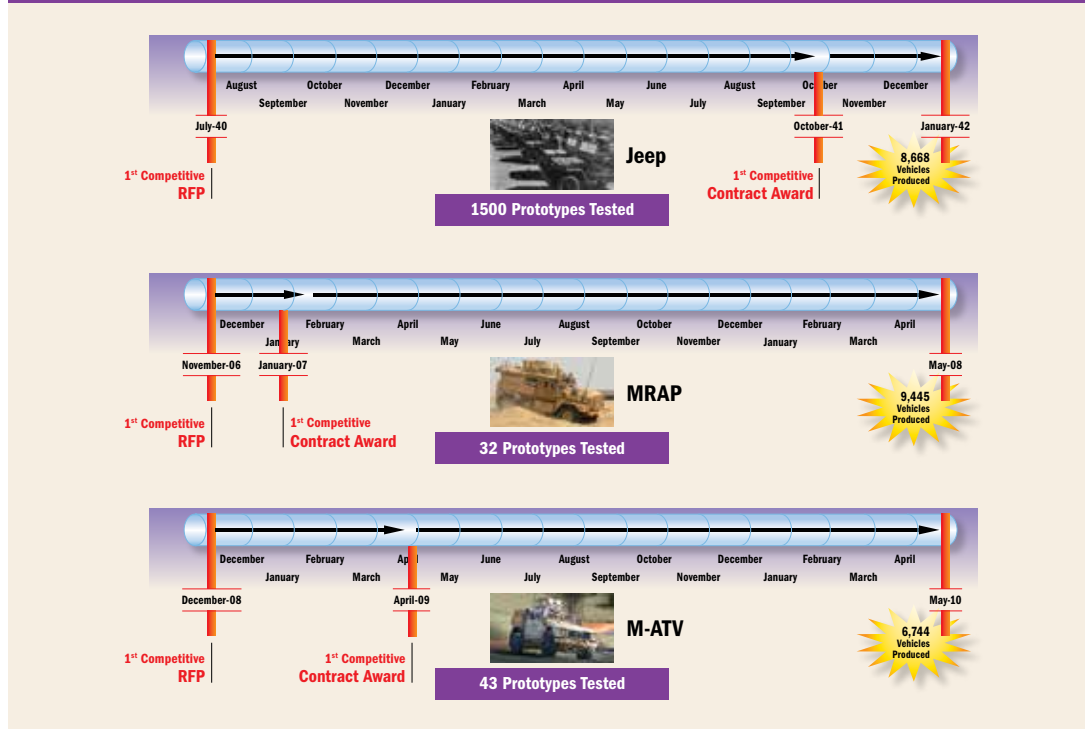 August October December February April June August October December
September November January March May July September November
July-40 October-41 January-42
Jeep
8,668
Vehicles
Produced
1st Competitive
RFP
1st Competitive
Contract Award
1500 Prototypes Tested
December February April June August October December February April
January March May July September November January March
November-06 January-07 May-08
MRAP
9,445
Vehicles
Produced
1st Competitive
RFP
1st Competitive
Contract Award
32 Prototypes Tested
December February April June August October December February April
January March May July September November January March
December-08 April-09 May-10
M-ATV
6,744
Vehicles
Produced
1st Competitive
RFP
1st Competitive
Contract Award
43 Prototypes Tested